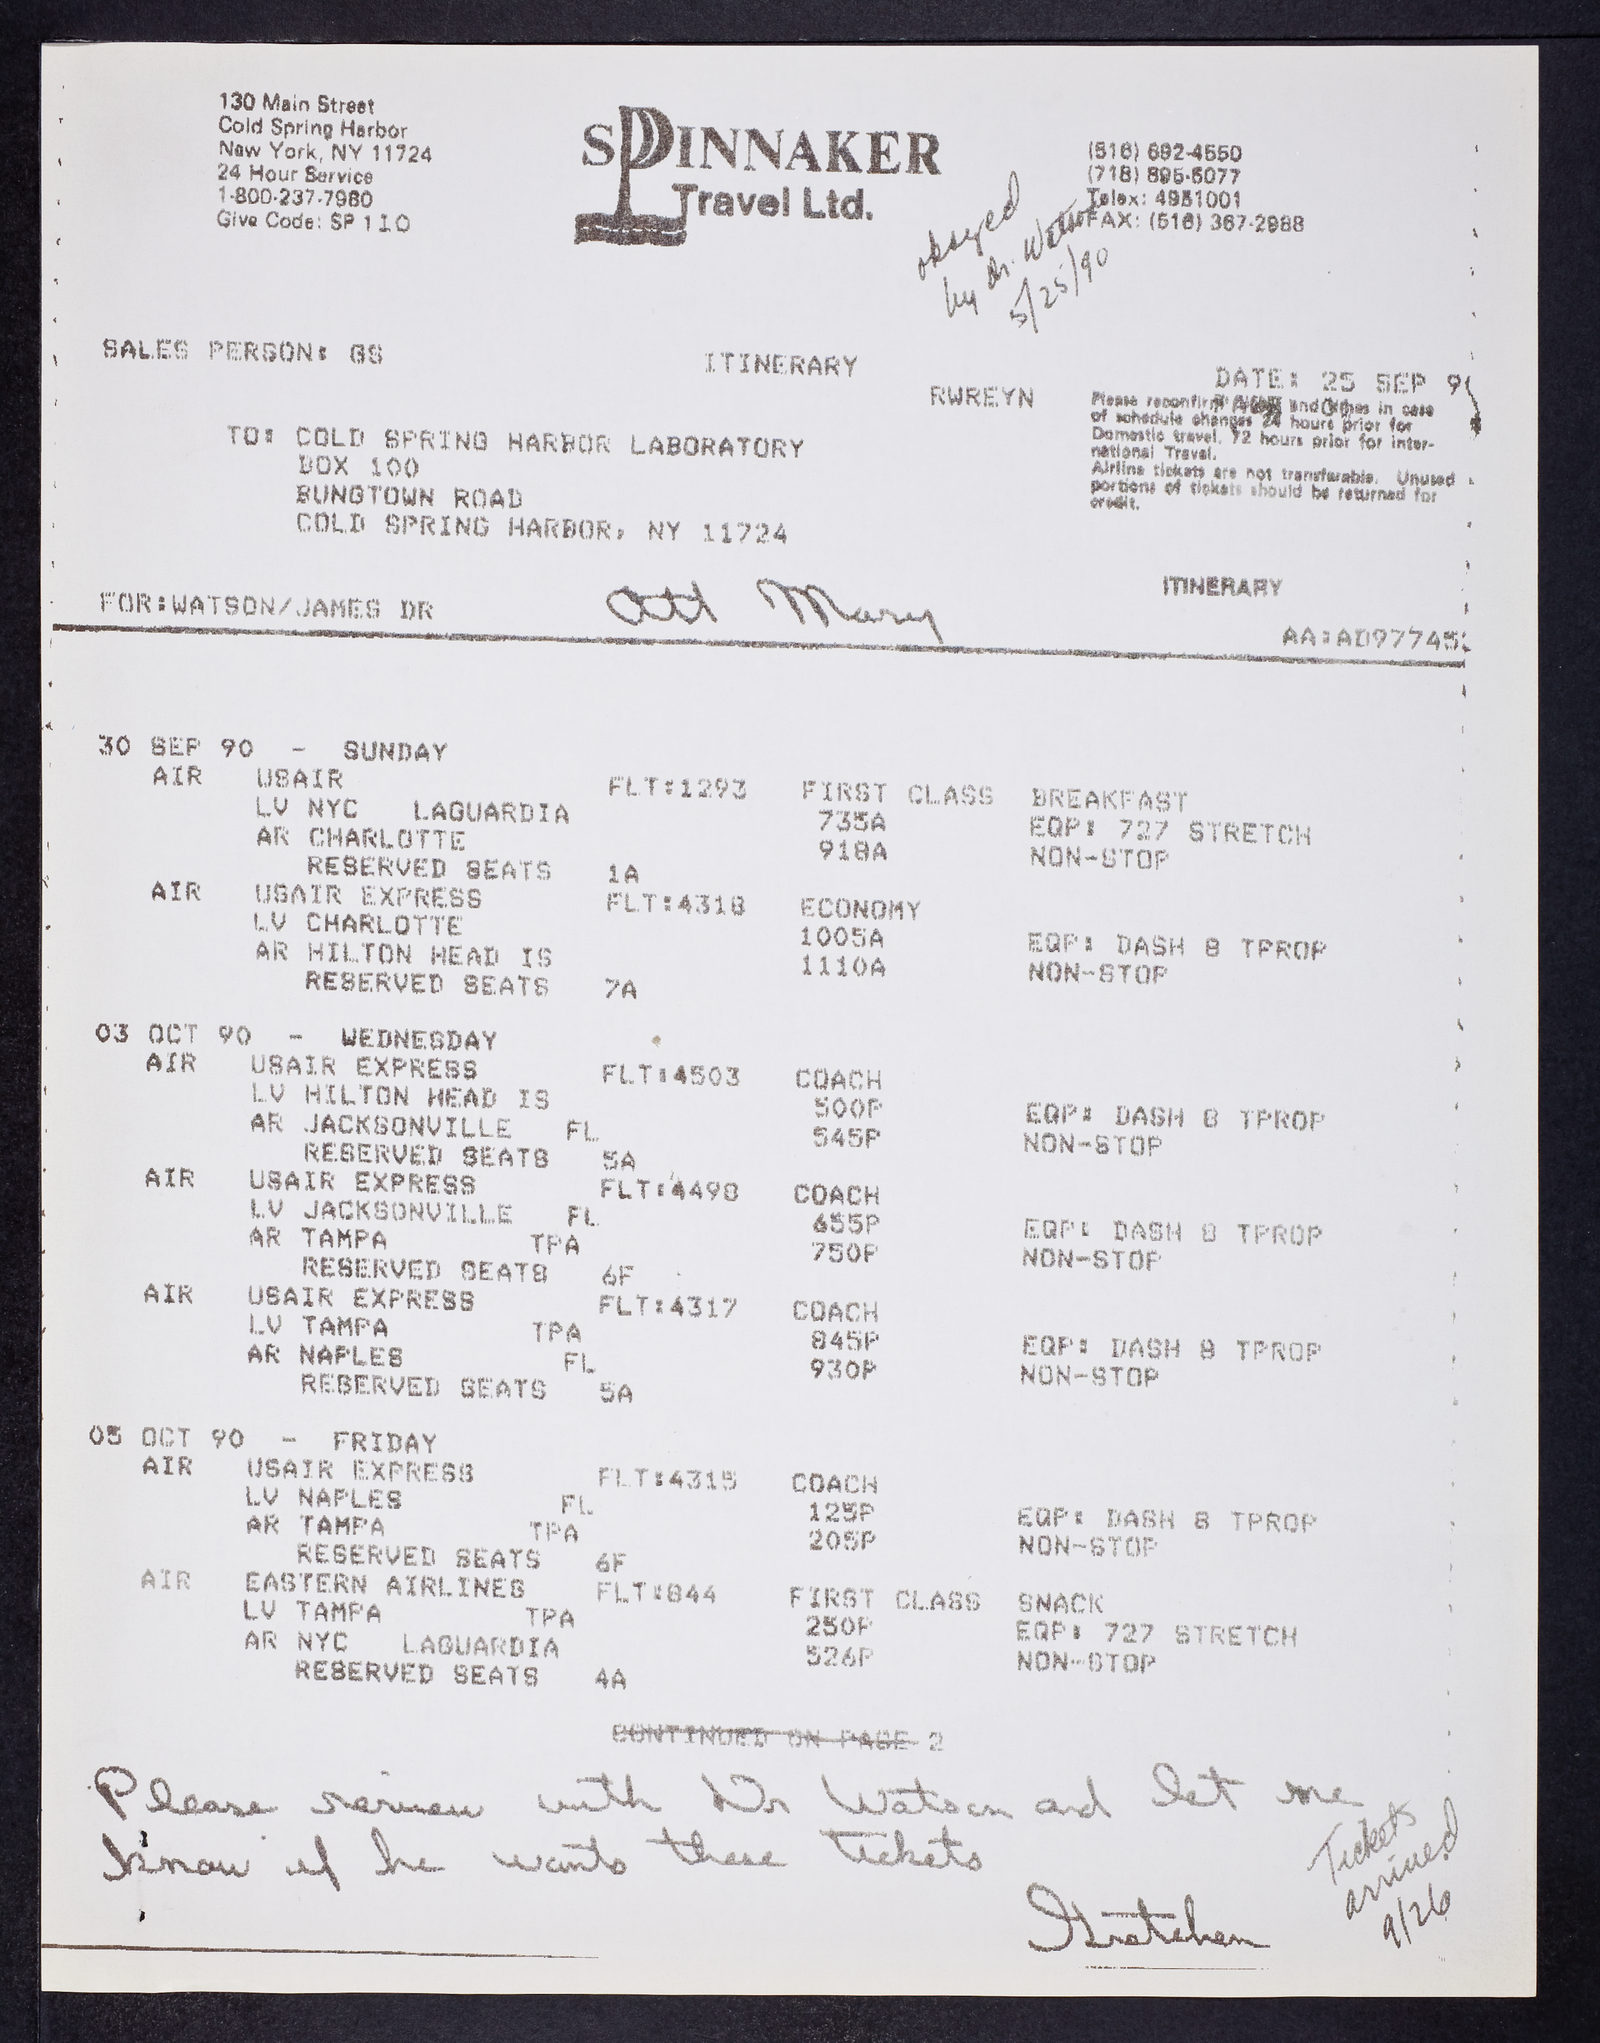 130 Main Street
Cold Spring Harbor
New York, NY 11724
24 Hour Service
1-800-237-7980
Give Code: SP 1IO
SPINNAKER
Travel Ltd.
(516) 692-4550
(718) 895-5077
Telex: 4951001
FAX: (516) 367-2988
okayed
by Dr. Watson
5/25/90
SALES PERSON: GS
ITINERARY
DATE: 25 SEP 9
RWREYN
Please reconfirm and times in case
of schedule changes 24 hours prior for
Domestic travel. 72 hours prior for inter-
national Travel.
Airline tickets are not transferable. Unused
portions of tickets should be returned for
credit.
TO: COLD SPRING HARBOR LABORATORY
BOX 100
BUNGTOWN ROAD
COLD SPRING HARBOR, NY 11724
ITINERARY
FOR:WATSON/JAMES DR
Att Mary
AA:AD97745
30 SEP 90 - SUNDAY
AIR USAIR FLT:1293 FIRST CLASS BREAKFAST
LV NYC LAGUARDIA 735A EQP: 727 STRETCH
AR CHARLOTTE 918A NON-STOP
RESERVED SEATS 1A
AIR USAIR EXPRESS FLT:4318 ECONOMY
LV CHARLOTTE 1005A EQP: DASH 8 TPROP
AR HILTON HEAD IS 1110A NON-STOP
RESERVED SEATS 7A
03 OCT 90 - WEDNESDAY
AIR USAIR EXPRESS FLT:4503 COACH
LV HILTON HEAD IS 500P EQP: DASH 8 TPROP
AR JACKSONVILLE FL 545P NON-STOP
RESERVED SEATS 5A
AIR USAIR EXPRESS FLT:4498 COACH
LV JACKSONVILLE FL 655P EQP: DASH 8 TPROP
AR TAMPA TPA 750P NON-STOP
RESERVED SEATS 6F
AIR USAIR EXPRESS FLT:4317 COACH
LV TAMPA TPA 845P EQP: DASH 8 TPROP
AR NAPLES FL 930P NON-STOP
RESERVED SEATS 5A
05 OCT 90 - FRIDAY
AIR USAIR EXPRESS FLT:4315 COACH
LV NAPLES FL 125P EQP: DASH 8 TPROP
AR TAMPA TPA 205P NON-STOP
RESERVED SEATS 6F
AIR EASTERN AIRLINES FLT:844 FIRST CLASS SNACK
LV TAMPA TPA 250P EQP: 727 STRETCH
AR NYC LAGUARDIA 526P NON-STOP
RESERVED SEATS 4A
CONTINUED ON PAGE 2
Please review with Dr Watson and let me
know if he wants these tickets
Gretchen
Tickets
arrived
9/26